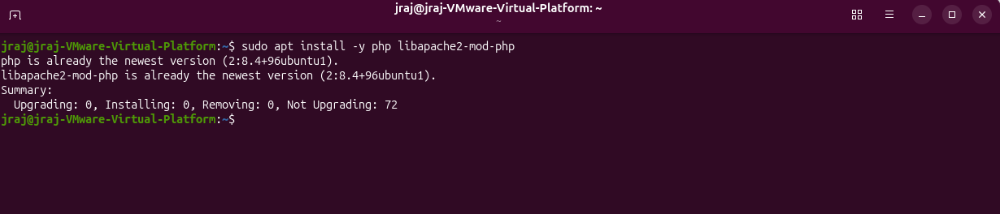 jraj@jraj-VMware-Virtual-Platform: ~
~
jraj@jraj-VMware-Virtual-Platform:~$ sudo apt install -y php libapache2-mod-php
php is already the newest version (2:8.4+96ubuntu1).
libapache2-mod-php is already the newest version (2:8.4+96ubuntu1).
Summary:
  Upgrading: 0, Installing: 0, Removing: 0, Not Upgrading: 72
jraj@jraj-VMware-Virtual-Platform:~$